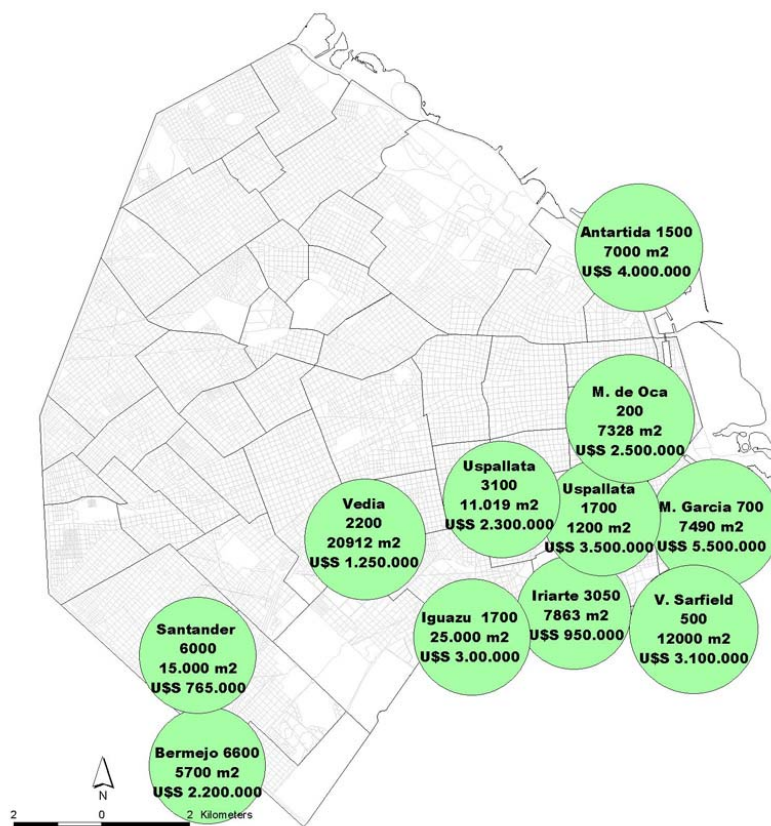 Antartida 1500
7000 m2
U$S 4.000.000
M. de Oca
200
7328 m2
U$S 2.500.000
Uspallata
3100
11.019 m2
U$S 2.300.000
Uspallata
1700
1200 m2
U$S 3.500.000
M. Garcia 700
7490 m2
U$S 5.500.000
Vedia
2200
20912 m2
U$S 1.250.000
Iguazu 1700
25.000 m2
U$S 3.00.000
Iriarte 3050
7863 m2
U$S 950.000
V. Sarfield
500
12000 m2
U$S 3.100.000
Santander
6000
15.000 m2
U$S 765.000
Bermejo 6600
5700 m2
U$S 2.200.000
N
2 0 2 Kilometers